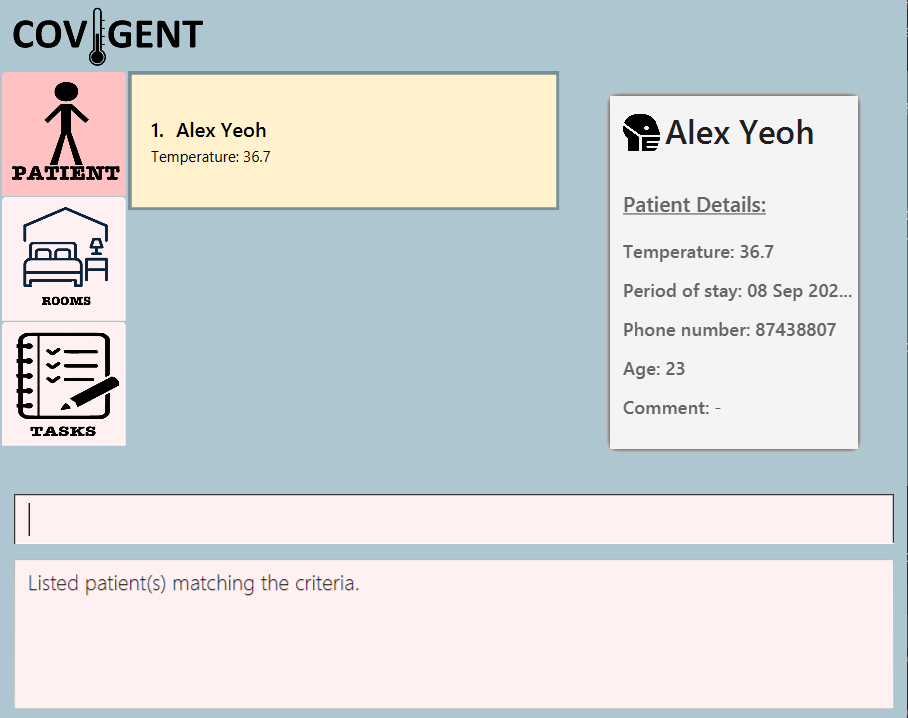 COVIGENT
PATIENT
ROOMS
TASKS
1. Alex Yeoh
Temperature: 36.7
Alex Yeoh
Patient Details:
Temperature: 36.7
Period of stay: 08 Sep 202...
Phone number: 87438807
Age: 23
Comment: -
Listed patient(s) matching the criteria.